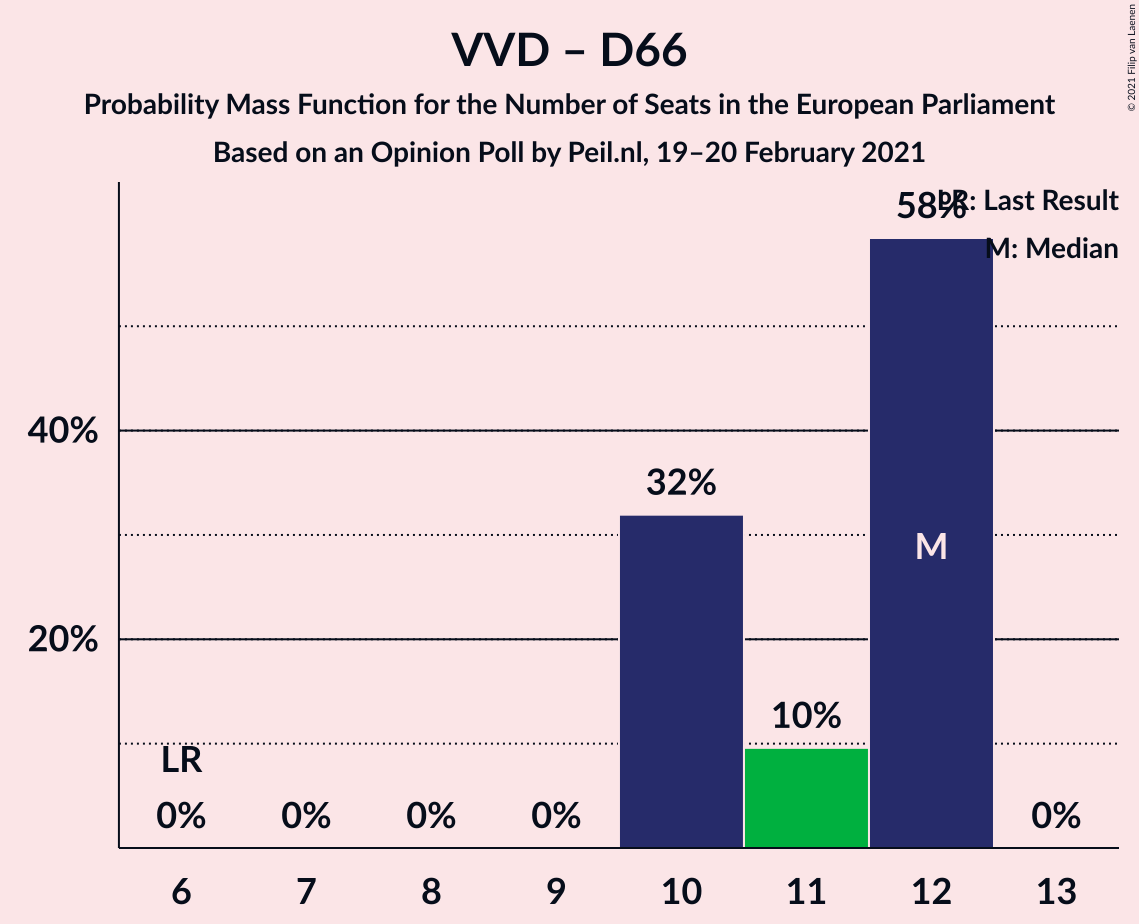 VVD – D66
Probability Mass Function for the Number of Seats in the European Parliament
Based on an Opinion Poll by Peil.nl, 19–20 February 2021
© 2021 Filip van Laenen
LR: Last Result
M: Median
58%
40%
32%
M
20%
10%
LR
0% 0% 0% 0% 0%
6 7 8 9 10 11 12 13